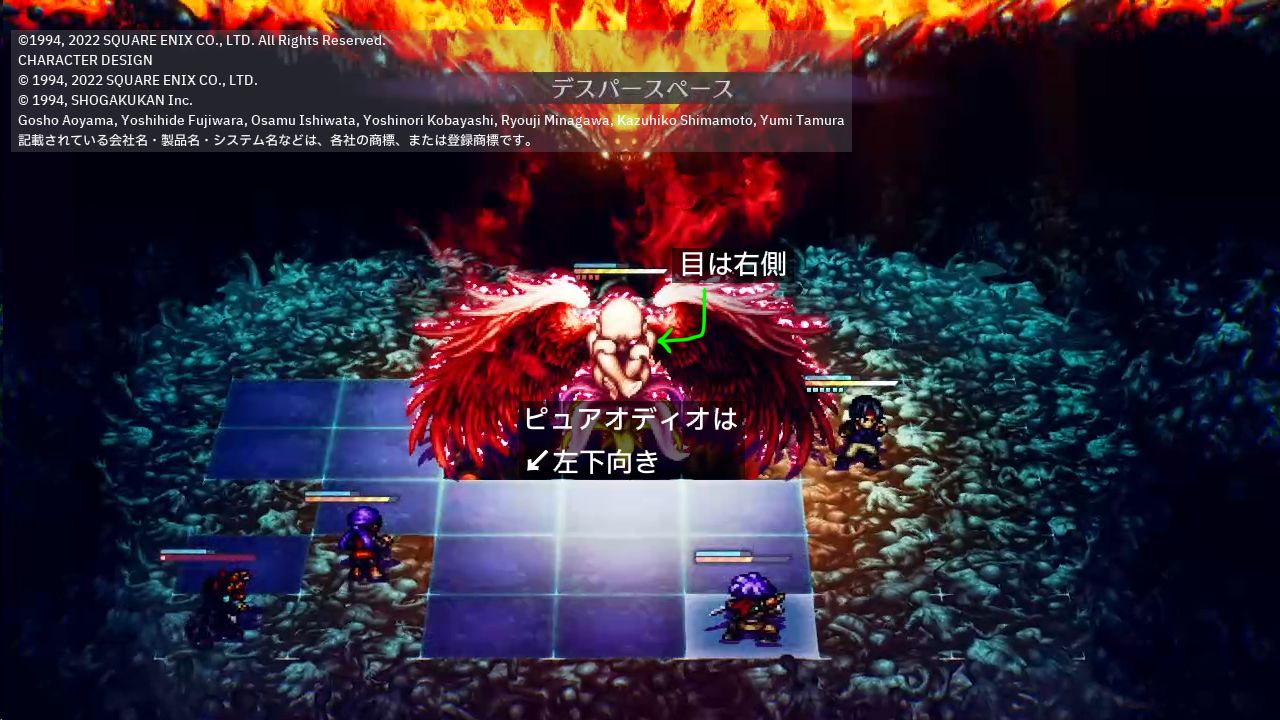 ©1994, 2022 SQUARE ENIX CO., LTD. All Rights Reserved.
CHARACTER DESIGN
© 1994, 2022 SQUARE ENIX CO., LTD.
© 1994, SHOGAKUKAN Inc.
Gosho Aoyama, Yoshihide Fujiwara, Osamu Ishiwata, Yoshinori Kobayashi, Ryouji Minagawa, Kazuhiko Shimamoto, Yumi Tamura
記載されている会社名・製品名・システム名などは、各社の商標、または登録商標です。
デスパースペース
目は右側
ピュアオディオは
↙左下向き